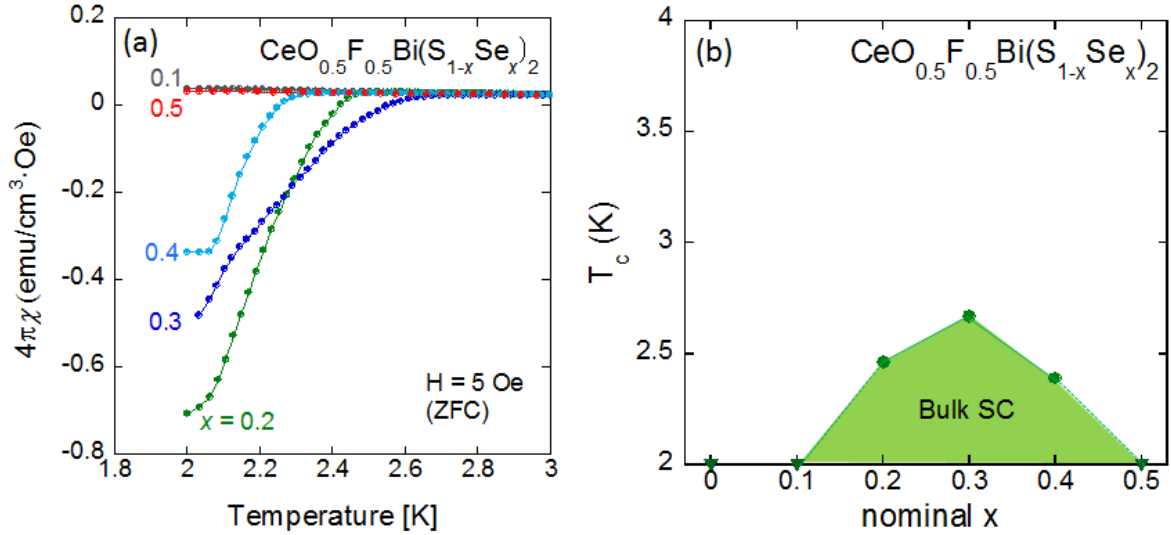 (a)
CeO0.5F0.5Bi(S1-xSex)2
0.2
0
-0.2
-0.4
-0.6
-0.8
4πχ (emu/cm³·Oe)
0.1
0.5
0.4
0.3
x = 0.2
H = 5 Oe
(ZFC)
1.8 2 2.2 2.4 2.6 2.8 3
Temperature [K]
(b)
CeO0.5F0.5Bi(S1-xSex)2
4
3.5
3
2.5
2
Tc (K)
Bulk SC
0 0.1 0.2 0.3 0.4 0.5
nominal x